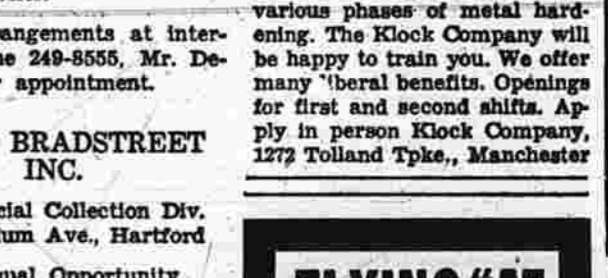 angements at inter-
e 249-8555, Mr. De-
appointment.
BRADSTREET
INC.
cial Collection Div.
um Ave., Hartford
ual Opportunity
various phases of metal hard-
ening. The Klock Company will
be happy to train you. We offer
many liberal benefits. Openings
for first and second shifts. Ap-
ply in person Klock Company,
1272 Tolland Tpke., Manchester